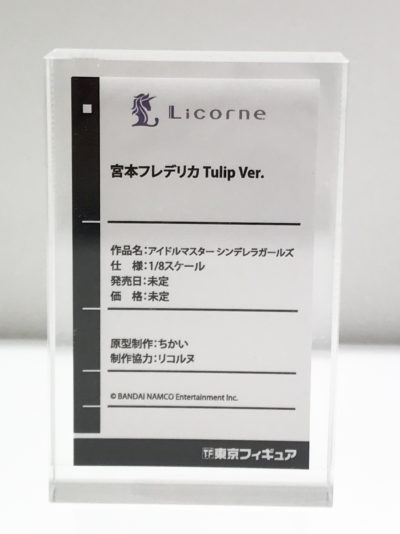 Licorne
宮本フレデリカ Tulip Ver.
作品名:アイドルマスター シンデレラガールズ
仕　様:1/8スケール
発売日:未定
価　格:未定
原型制作:ちかい
制作協力:リコルヌ
© BANDAI NAMCO Entertainment Inc.
TF 東京フィギュア